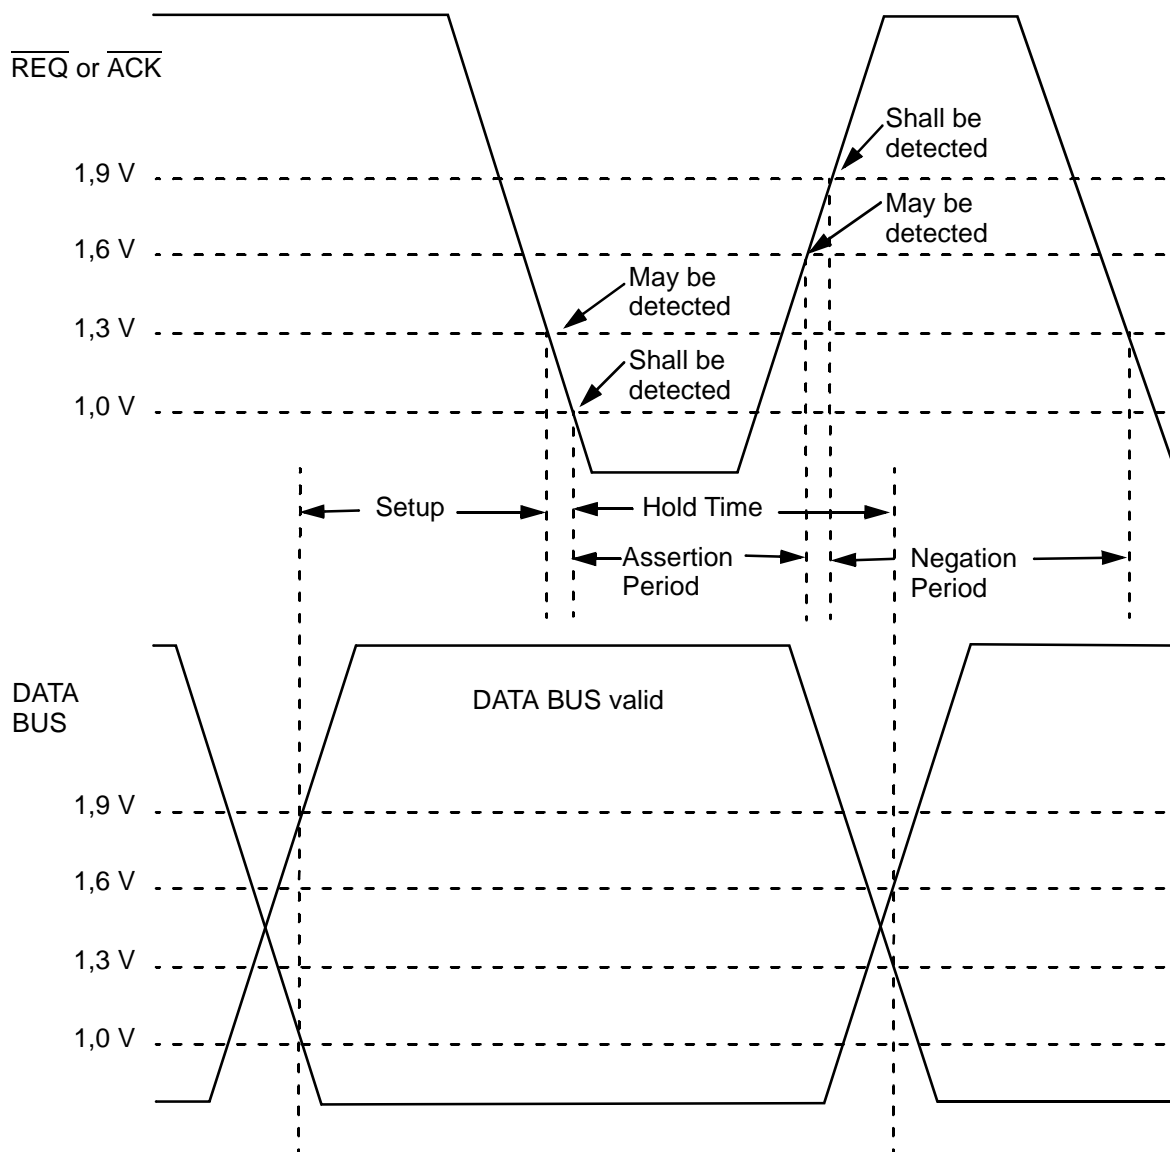 REQ or ACK
Shall be
detected
1,9 V
May be
detected
1,6 V
May be
detected
1,3 V
Shall be
detected
1,0 V
Setup
Hold Time
Assertion
Period
Negation
Period
DATA
BUS
DATA BUS valid
1,9 V
1,6 V
1,3 V
1,0 V